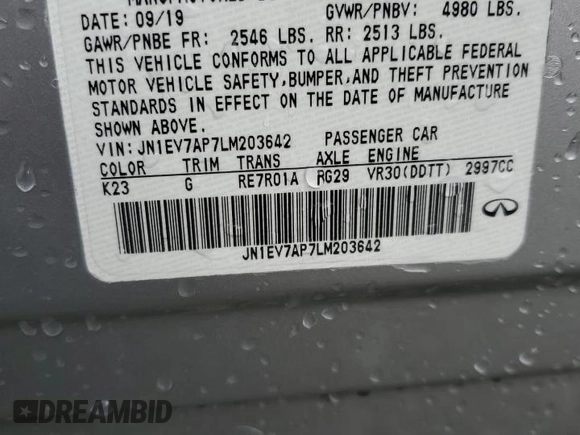 DATE: 09/19 GVWR/PNBV: 4980 LBS.
GAWR/PNBE FR: 2546 LBS. RR: 2513 LBS.
THIS VEHICLE CONFORMS TO ALL APPLICABLE FEDERAL
MOTOR VEHICLE SAFETY,BUMPER,AND THEFT PREVENTION
STANDARDS IN EFFECT ON THE DATE OF MANUFACTURE
SHOWN ABOVE.
VIN: JN1EV7AP7LM203642 PASSENGER CAR
COLOR TRIM TRANS AXLE ENGINE
K23 G RE7R01A RG29 VR30(DDTT) 2997CC
JN1EV7AP7LM203642
DREAMBID